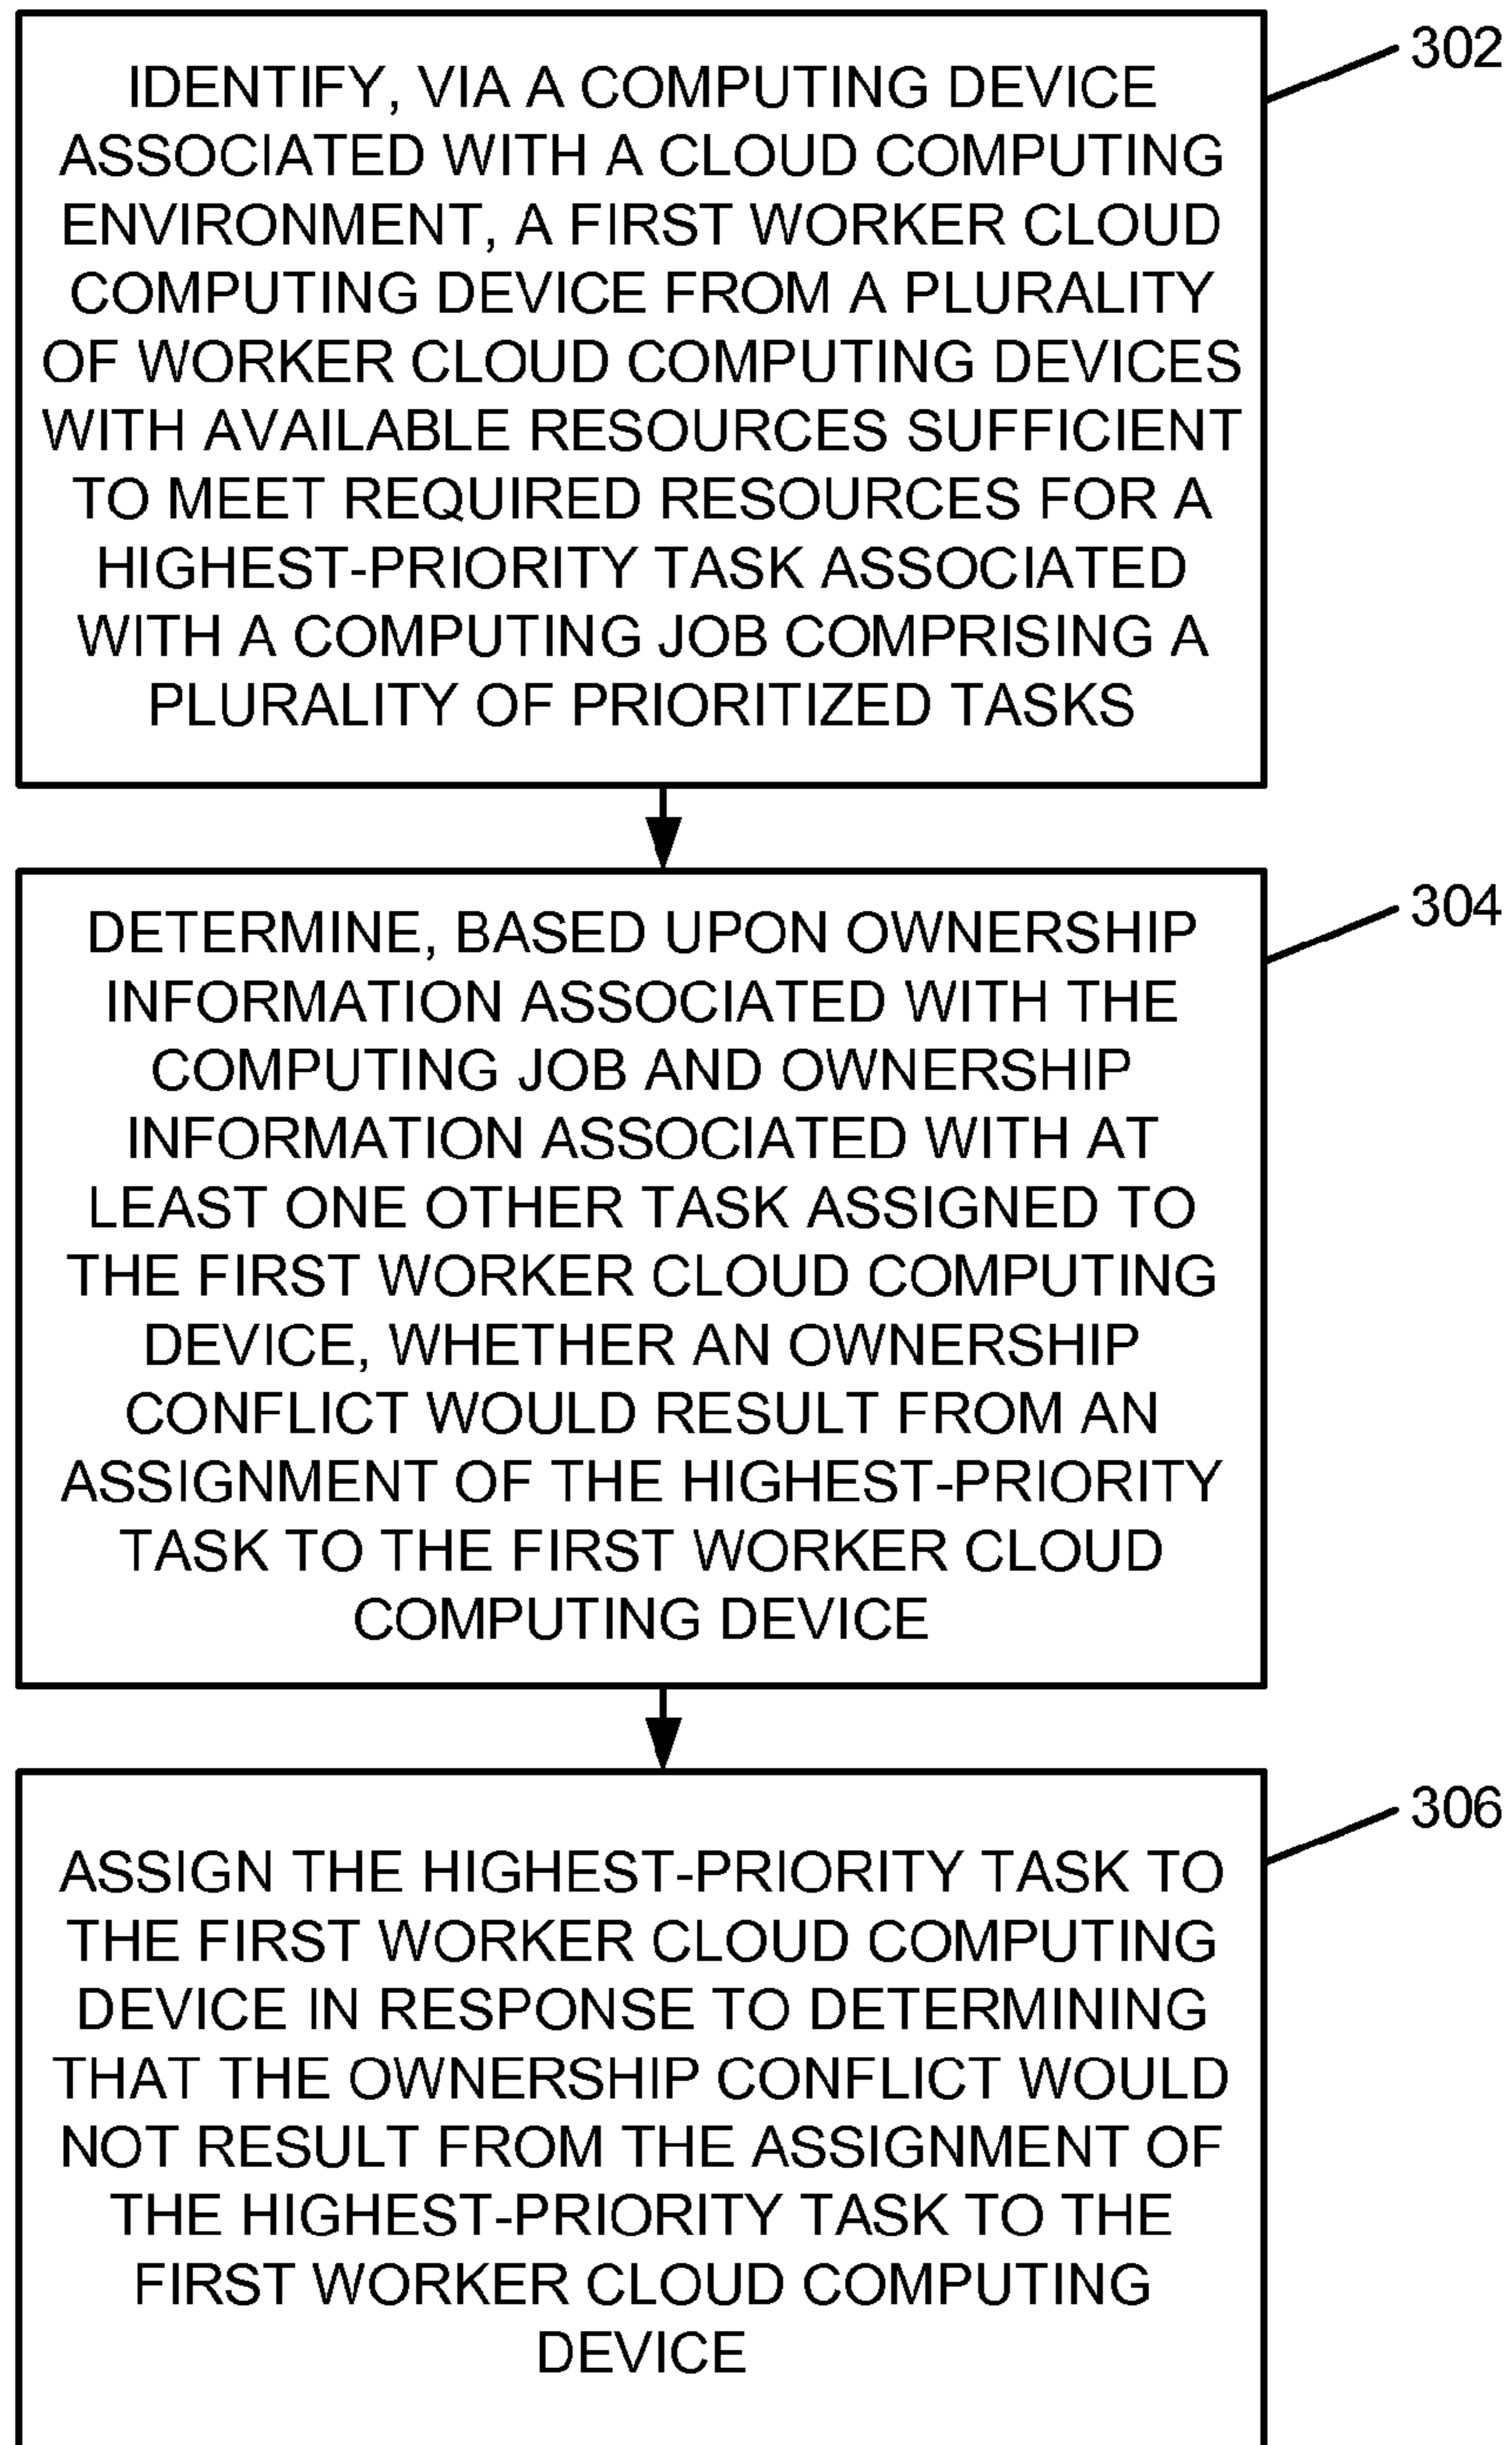 302
IDENTIFY, VIA A COMPUTING DEVICE
ASSOCIATED WITH A CLOUD COMPUTING
ENVIRONMENT, A FIRST WORKER CLOUD
COMPUTING DEVICE FROM A PLURALITY
OF WORKER CLOUD COMPUTING DEVICES
WITH AVAILABLE RESOURCES SUFFICIENT
TO MEET REQUIRED RESOURCES FOR A
HIGHEST-PRIORITY TASK ASSOCIATED
WITH A COMPUTING JOB COMPRISING A
PLURALITY OF PRIORITIZED TASKS
304
DETERMINE, BASED UPON OWNERSHIP
INFORMATION ASSOCIATED WITH THE
COMPUTING JOB AND OWNERSHIP
INFORMATION ASSOCIATED WITH AT
LEAST ONE OTHER TASK ASSIGNED TO
THE FIRST WORKER CLOUD COMPUTING
DEVICE, WHETHER AN OWNERSHIP
CONFLICT WOULD RESULT FROM AN
ASSIGNMENT OF THE HIGHEST-PRIORITY
TASK TO THE FIRST WORKER CLOUD
COMPUTING DEVICE
306
ASSIGN THE HIGHEST-PRIORITY TASK TO
THE FIRST WORKER CLOUD COMPUTING
DEVICE IN RESPONSE TO DETERMINING
THAT THE OWNERSHIP CONFLICT WOULD
NOT RESULT FROM THE ASSIGNMENT OF
THE HIGHEST-PRIORITY TASK TO THE
FIRST WORKER CLOUD COMPUTING
DEVICE